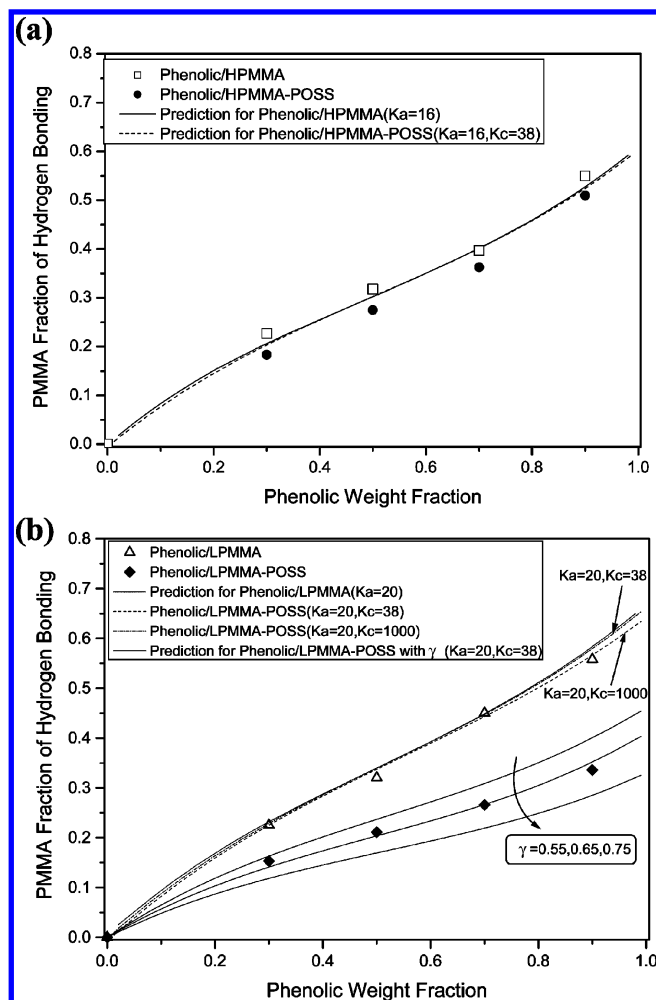 (a)
0.8
0.7
0.6
0.5
0.4
0.3
0.2
0.1
0.0
PMMA Fraction of Hydrogen Bonding
Phenolic/HPMMA
Phenolic/HPMMA-POSS
Prediction for Phenolic/HPMMA(Ka=16)
Prediction for Phenolic/HPMMA-POSS(Ka=16,Kc=38)
0.0 0.2 0.4 0.6 0.8 1.0
Phenolic Weight Fraction
(b)
0.8
0.7
0.6
0.5
0.4
0.3
0.2
0.1
0.0
PMMA Fraction of Hydrogen Bonding
Phenolic/LPMMA
Phenolic/LPMMA-POSS
Prediction for Phenolic/LPMMA(Ka=20)
Phenolic/LPMMA-POSS(Ka=20,Kc=38)
Phenolic/LPMMA-POSS(Ka=20,Kc=1000)
Prediction for Phenolic/LPMMA-POSS with γ (Ka=20,Kc=38)
Ka=20,Kc=38
Ka=20,Kc=1000
γ=0.55,0.65,0.75
0.0 0.2 0.4 0.6 0.8 1.0
Phenolic Weight Fraction